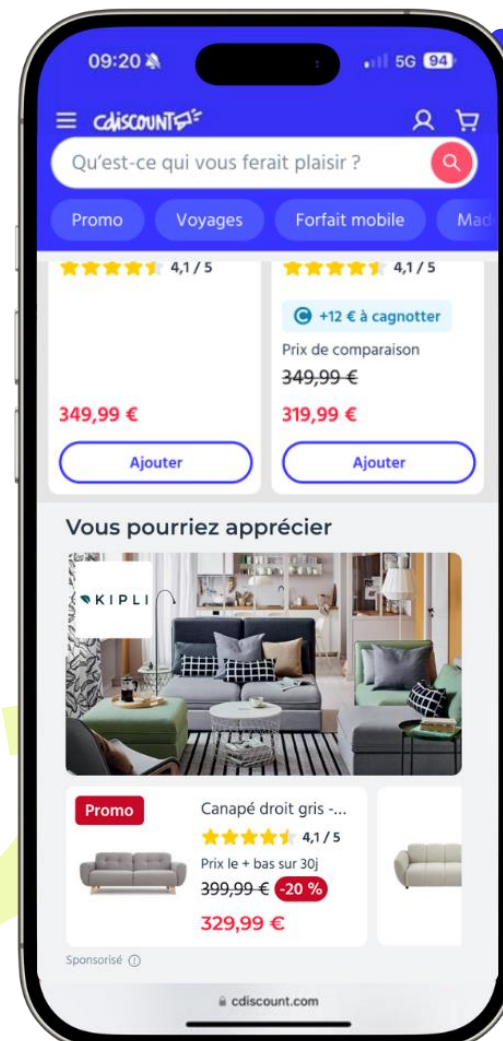 09:20
5G 94
CDISCOUNT
Qu'est-ce qui vous ferait plaisir ?
Promo Voyages Forfait mobile Mad
4,1 / 5 4,1 / 5
C +12 € à cagnotter
Prix de comparaison
349,99 €
349,99 € 319,99 €
Ajouter Ajouter
Vous pourriez apprécier
KIPLI
Promo Canapé droit gris -...
4,1 / 5
Prix le + bas sur 30j
399,99 € -20 %
329,99 €
Sponsorisé
cdiscount.com